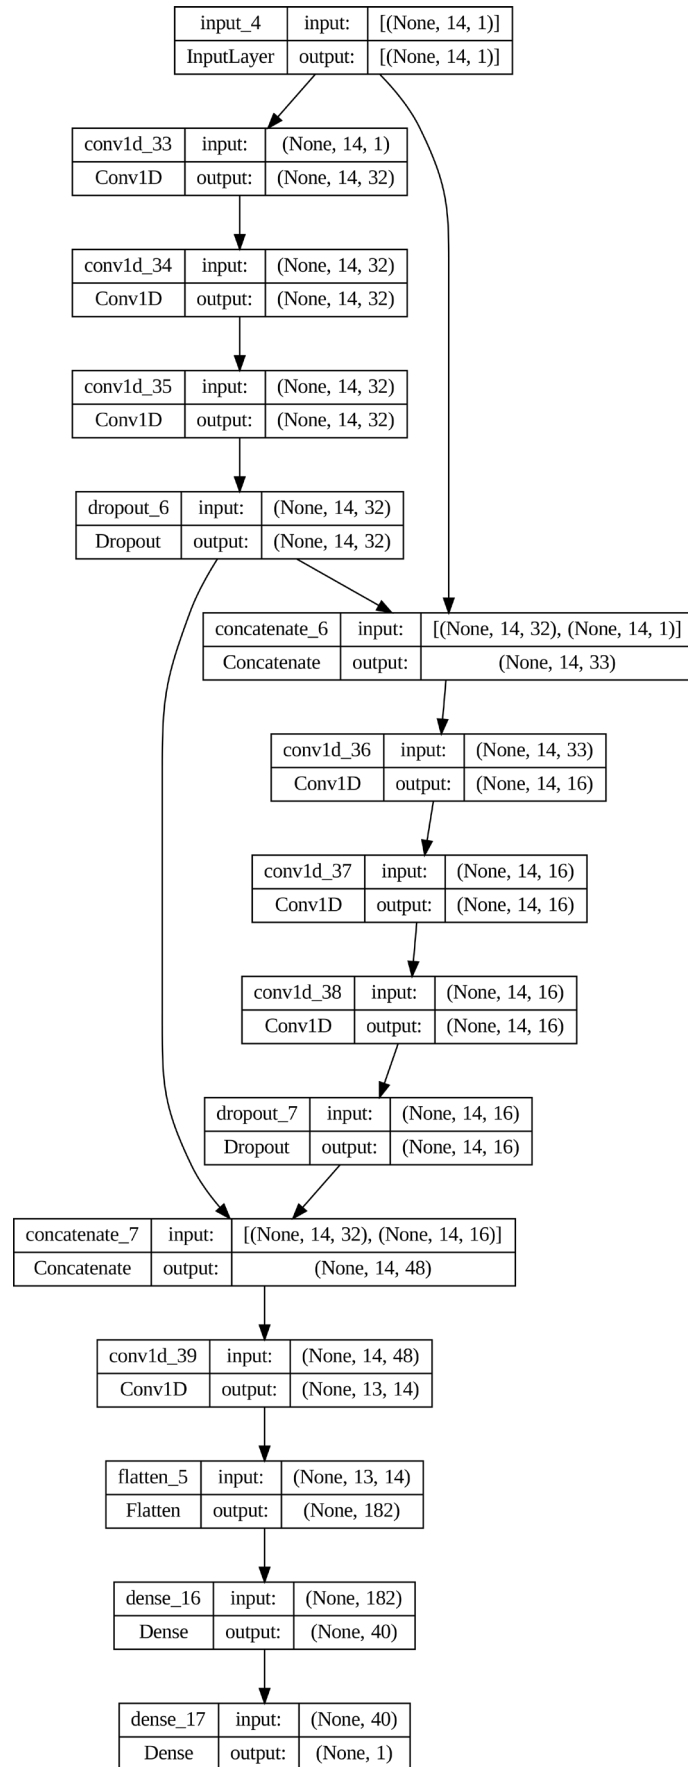 input_4 input: [(None, 14, 1)]
InputLayer output: [(None, 14, 1)]
conv1d_33 input: (None, 14, 1)
Conv1D output: (None, 14, 32)
conv1d_34 input: (None, 14, 32)
Conv1D output: (None, 14, 32)
conv1d_35 input: (None, 14, 32)
Conv1D output: (None, 14, 32)
dropout_6 input: (None, 14, 32)
Dropout output: (None, 14, 32)
concatenate_6 input: [(None, 14, 32), (None, 14, 1)]
Concatenate output: (None, 14, 33)
conv1d_36 input: (None, 14, 33)
Conv1D output: (None, 14, 16)
conv1d_37 input: (None, 14, 16)
Conv1D output: (None, 14, 16)
conv1d_38 input: (None, 14, 16)
Conv1D output: (None, 14, 16)
dropout_7 input: (None, 14, 16)
Dropout output: (None, 14, 16)
concatenate_7 input: [(None, 14, 32), (None, 14, 16)]
Concatenate output: (None, 14, 48)
conv1d_39 input: (None, 14, 48)
Conv1D output: (None, 13, 14)
flatten_5 input: (None, 13, 14)
Flatten output: (None, 182)
dense_16 input: (None, 182)
Dense output: (None, 40)
dense_17 input: (None, 40)
Dense output: (None, 1)